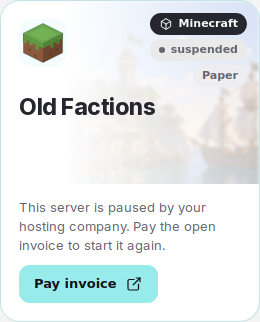 Minecraft
suspended
Paper
Old Factions
This server is paused by your
hosting company. Pay the open
invoice to start it again.
Pay invoice